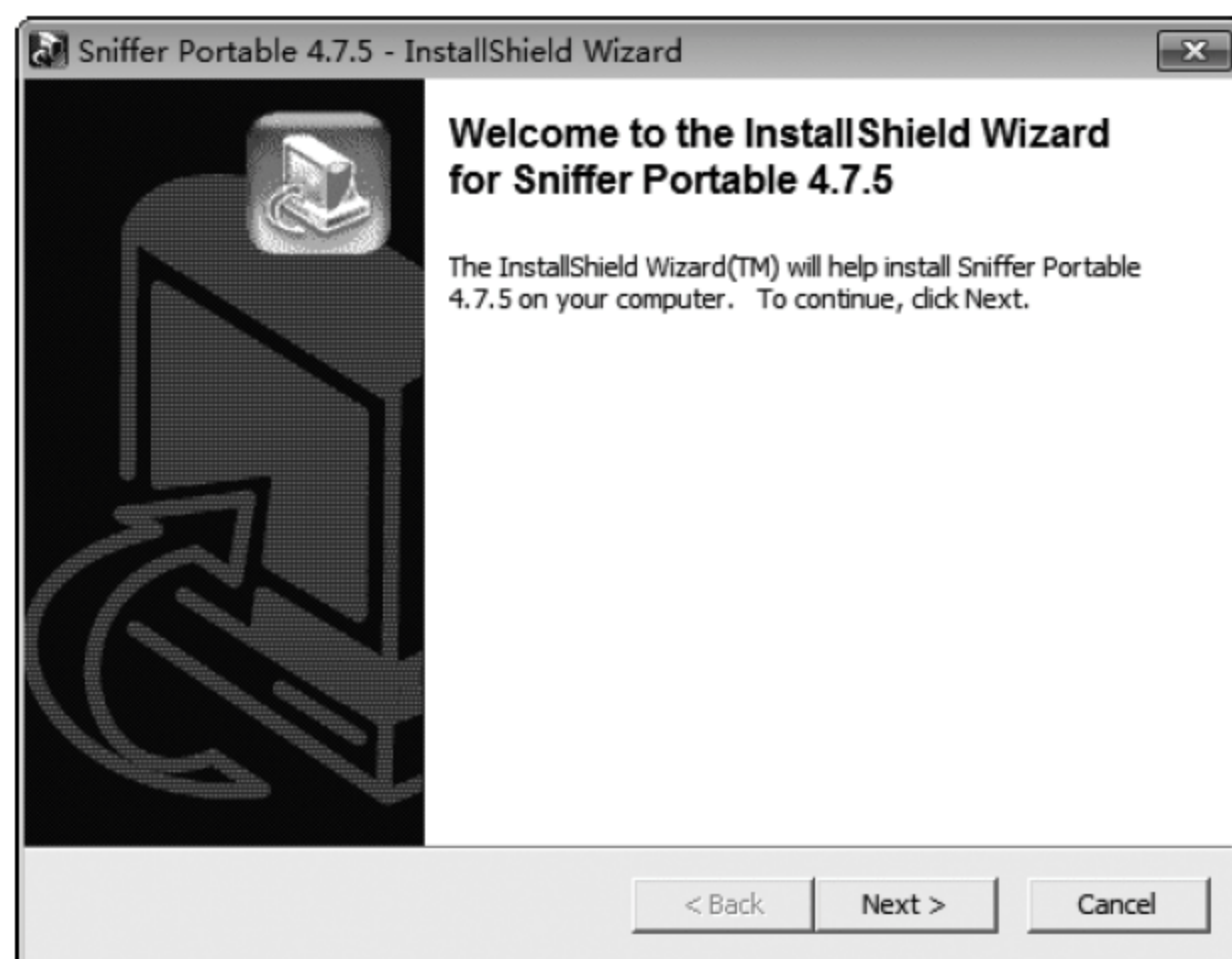 Sniffer Portable 4.7.5 - InstallShield Wizard
Welcome to the InstallShield Wizard
for Sniffer Portable 4.7.5
The InstallShield Wizard(TM) will help install Sniffer Portable
4.7.5 on your computer. To continue, click Next.
< Back
Next >
Cancel